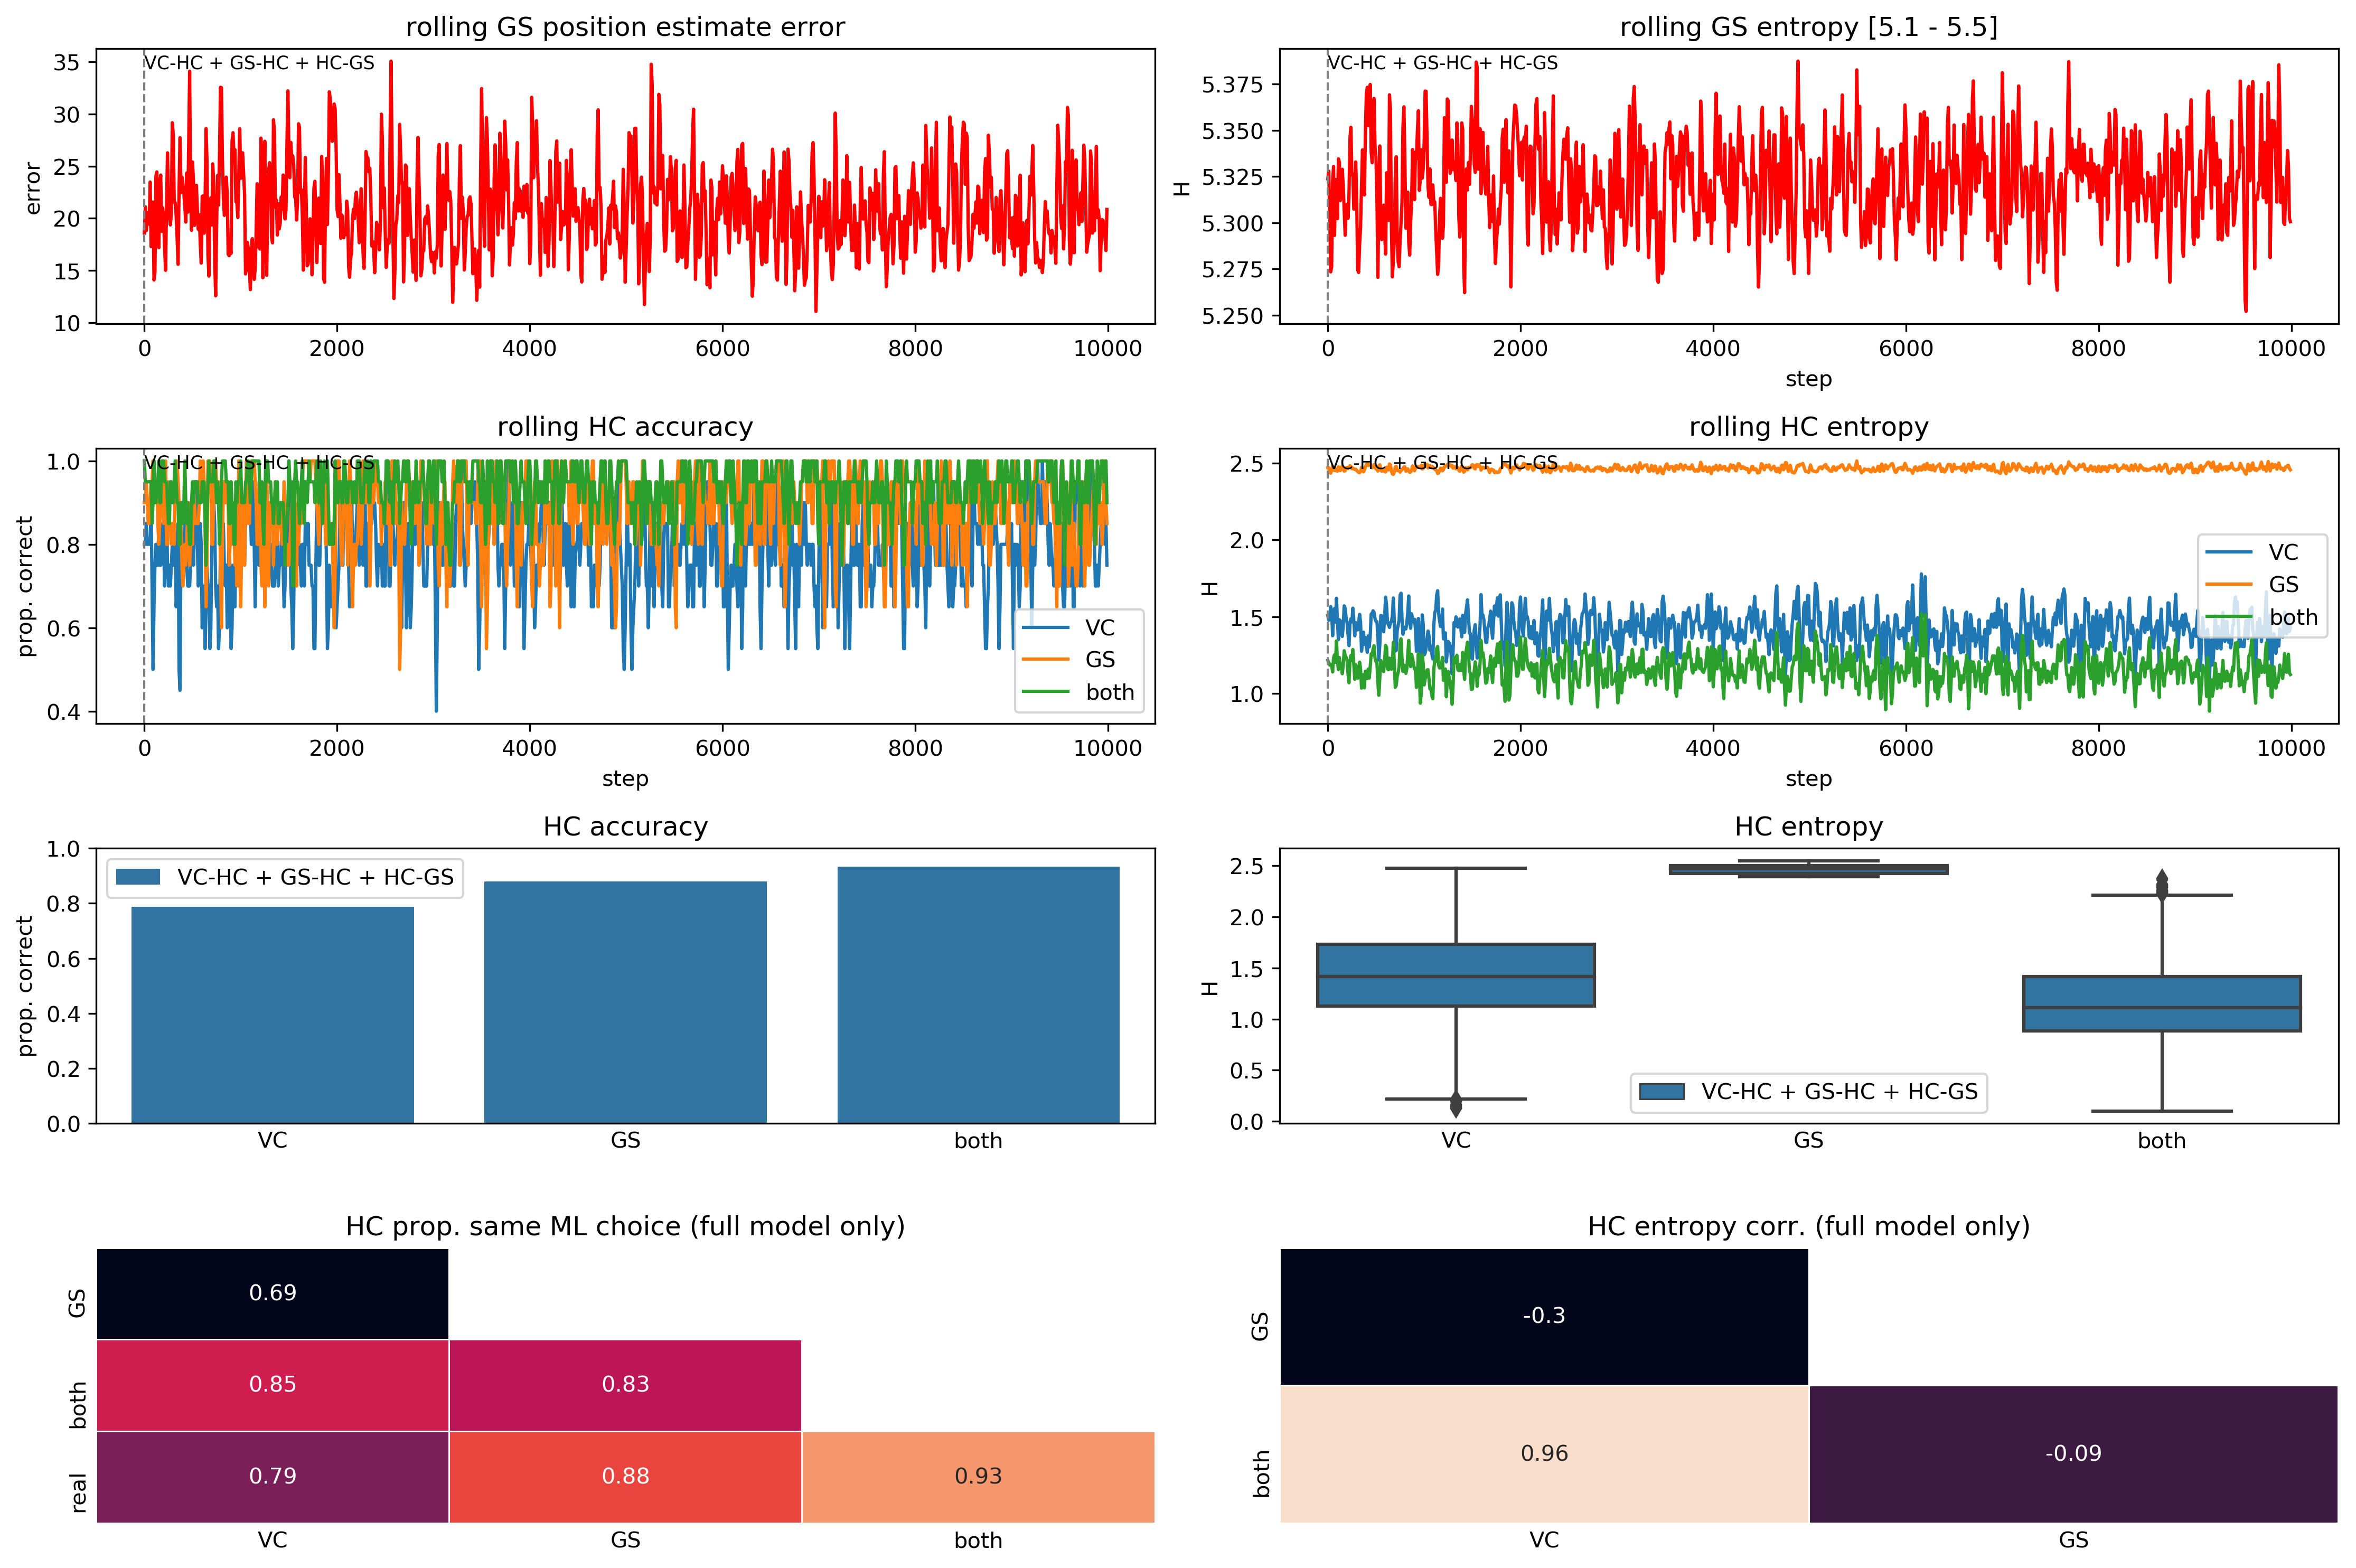 rolling GS position estimate error
VC-HC + GS-HC + HC-GS
error
35
30
25
20
15
10
0 2000 4000 6000 8000 10000
rolling GS entropy [5.1 - 5.5]
VC-HC + GS-HC + HC-GS
H
5.375
5.350
5.325
5.300
5.275
5.250
0 2000 4000 6000 8000 10000
step
rolling HC accuracy
VC-HC + GS-HC + HC-GS
prop. correct
1.0
0.8
0.6
0.4
VC
GS
both
0 2000 4000 6000 8000 10000
step
rolling HC entropy
VC-HC + GS-HC + HC-GS
H
2.5
2.0
1.5
1.0
VC
GS
both
0 2000 4000 6000 8000 10000
step
HC accuracy
VC-HC + GS-HC + HC-GS
prop. correct
1.0
0.8
0.6
0.4
0.2
0.0
VC GS both
HC entropy
H
2.5
2.0
1.5
1.0
0.5
0.0
VC-HC + GS-HC + HC-GS
VC GS both
HC prop. same ML choice (full model only)
GS
0.69
both
0.85 0.83
real
0.79 0.88 0.93
VC GS both
HC entropy corr. (full model only)
GS
-0.3
both
0.96 -0.09
VC GS